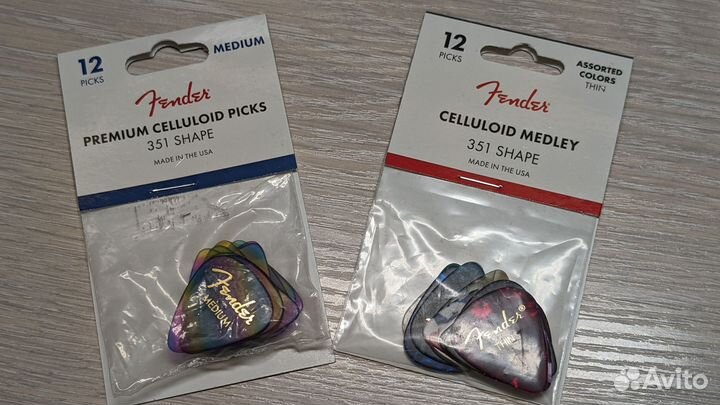 12
PICKS
MEDIUM
Fender
PREMIUM CELLULOID PICKS
351 SHAPE
MADE IN THE USA
Fender
MEDIUM
12
PICKS
ASSORTED
COLORS
THIN
Fender
CELLULOID MEDLEY
351 SHAPE
MADE IN THE USA
Fender®
THIN
Avito